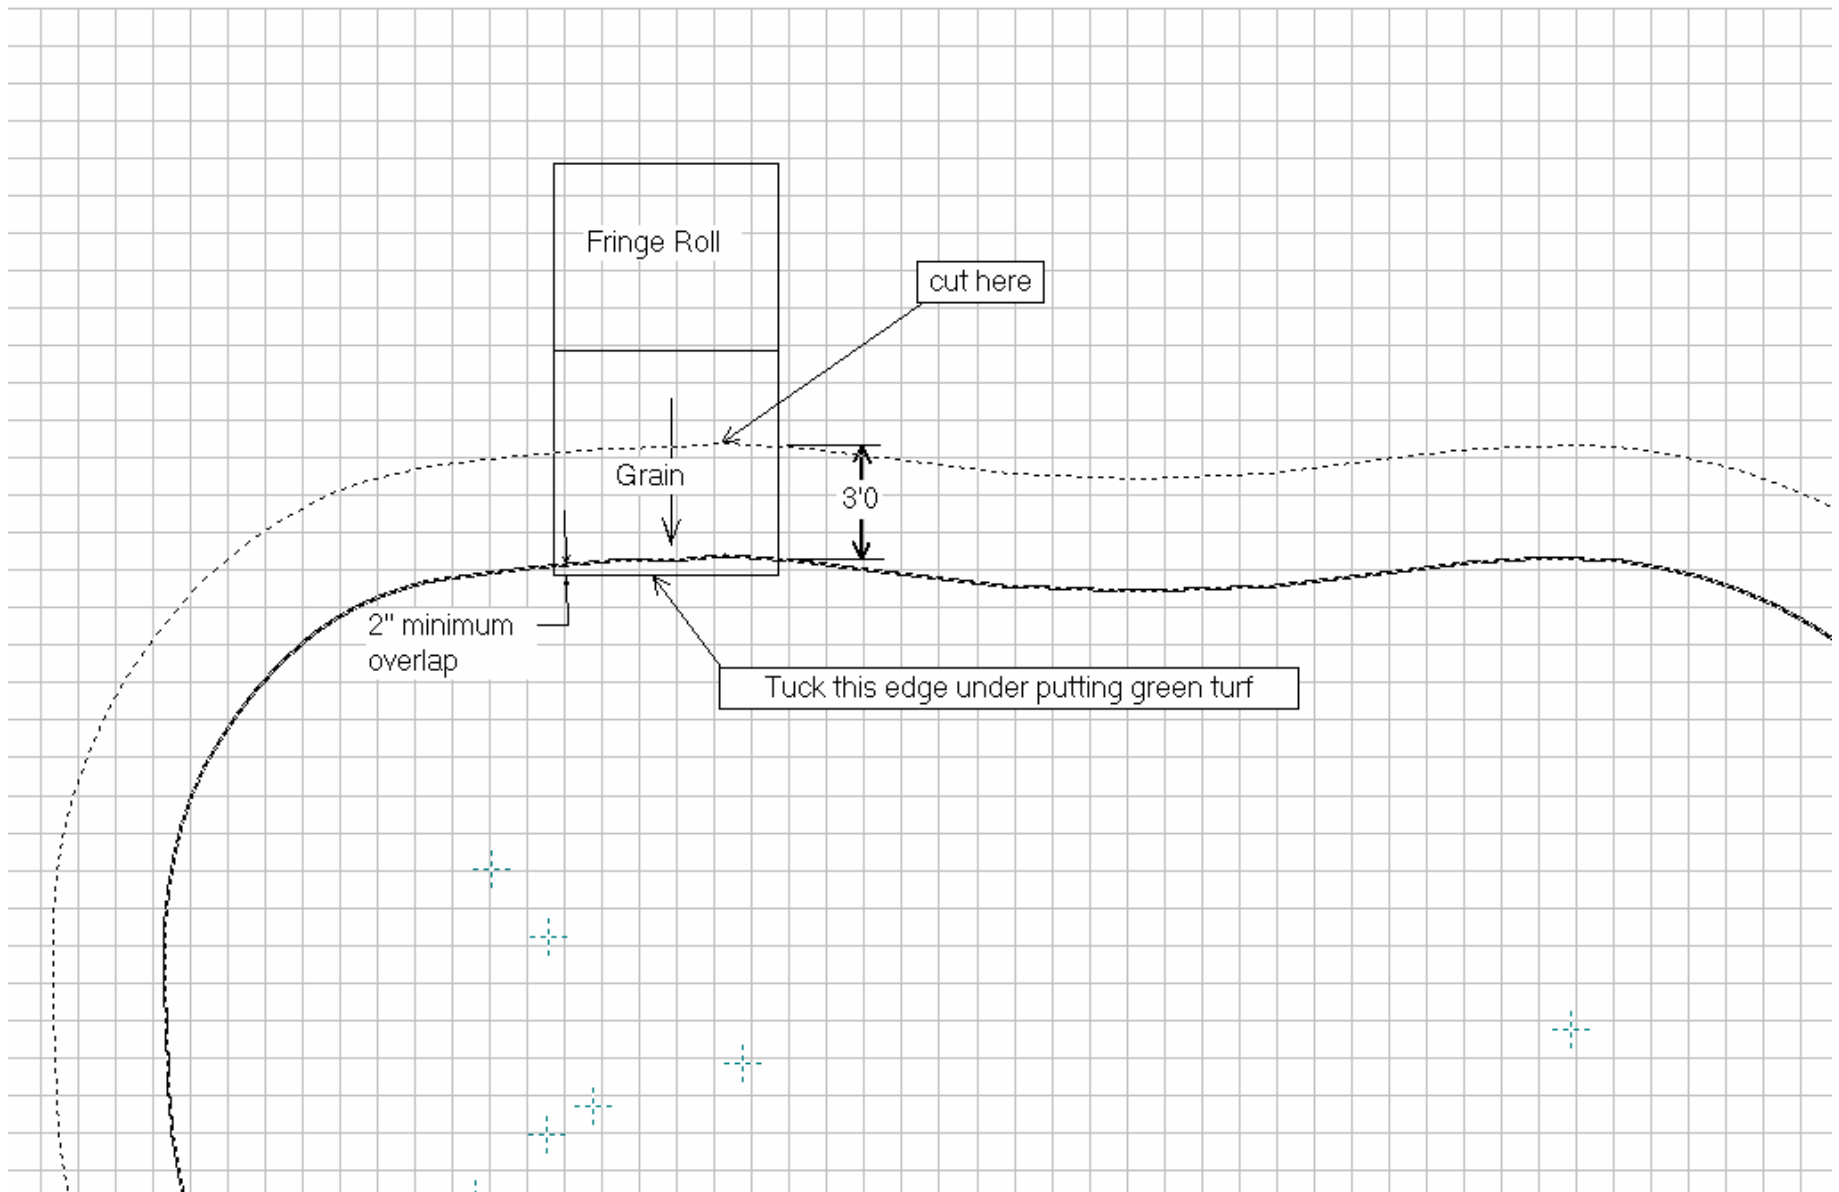 Fringe Roll
cut here
Grain
3'0
2" minimum
overlap
Tuck this edge under putting green turf